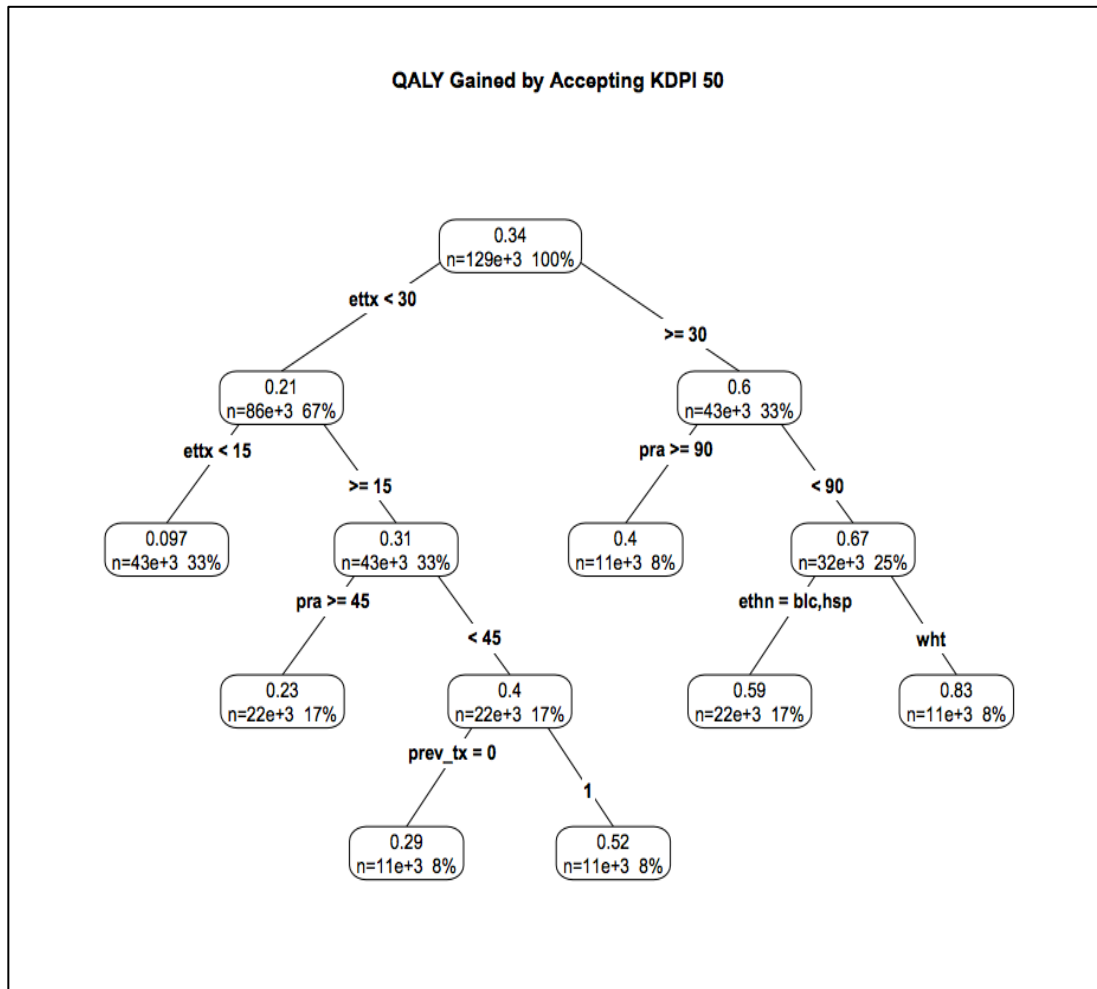 QALY Gained by Accepting KDPI 50
0.34
n=129e+3 100%
ettx < 30
>= 30
0.21
n=86e+3 67%
0.6
n=43e+3 33%
ettx < 15
>= 15
pra >= 90
< 90
0.097
n=43e+3 33%
0.31
n=43e+3 33%
0.4
n=11e+3 8%
0.67
n=32e+3 25%
pra >= 45
< 45
ethn = blc,hsp
wht
0.23
n=22e+3 17%
0.4
n=22e+3 17%
0.59
n=22e+3 17%
0.83
n=11e+3 8%
prev_tx = 0
1
0.29
n=11e+3 8%
0.52
n=11e+3 8%